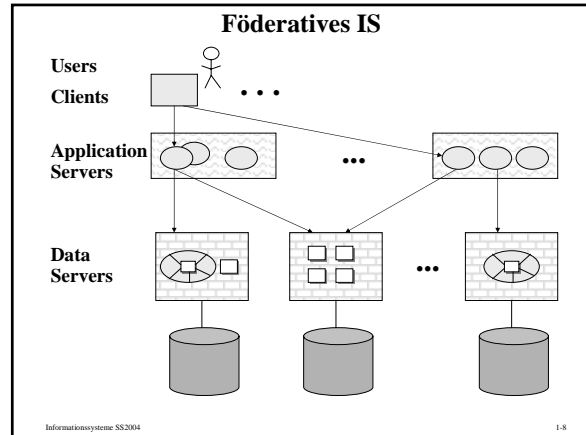 Föderatives IS
Users
Clients
• • •
Application
Servers
•••
Data
Servers
•••
Informationssysteme SS2004
1-8